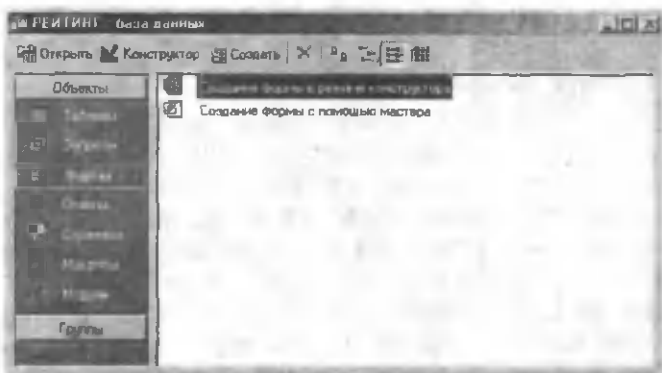 РЕЙТИНГ база данных
Открыть Конструктор Создать
Объекты
Таблицы
Запросы
Формы
Отчеты
Страницы
Макросы
Модули
Группы
Создание формы в режиме конструктора
Создание формы с помощью мастера